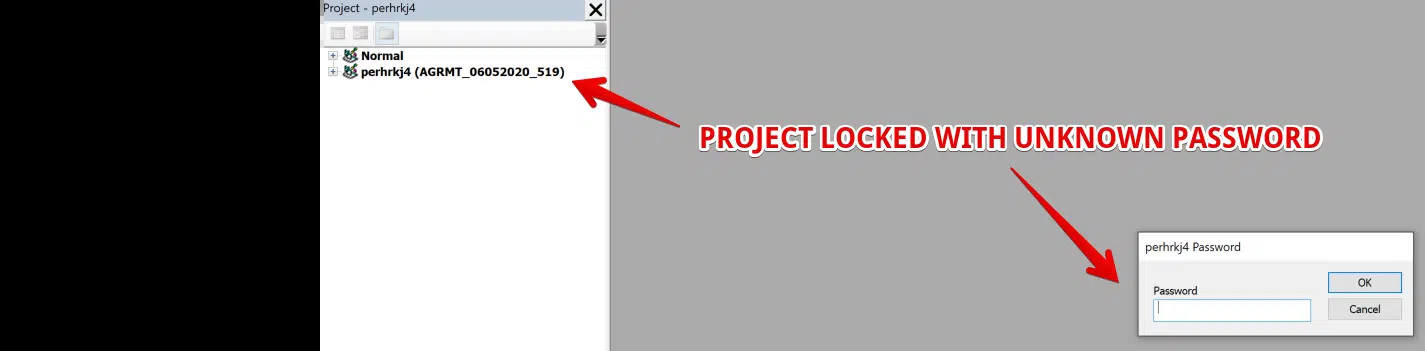 Project - perhrkj4
Normal
perhrkj4 (AGRMT_06052020_519)
PROJECT LOCKED WITH UNKNOWN PASSWORD
perhrkj4 Password
Password
OK
Cancel